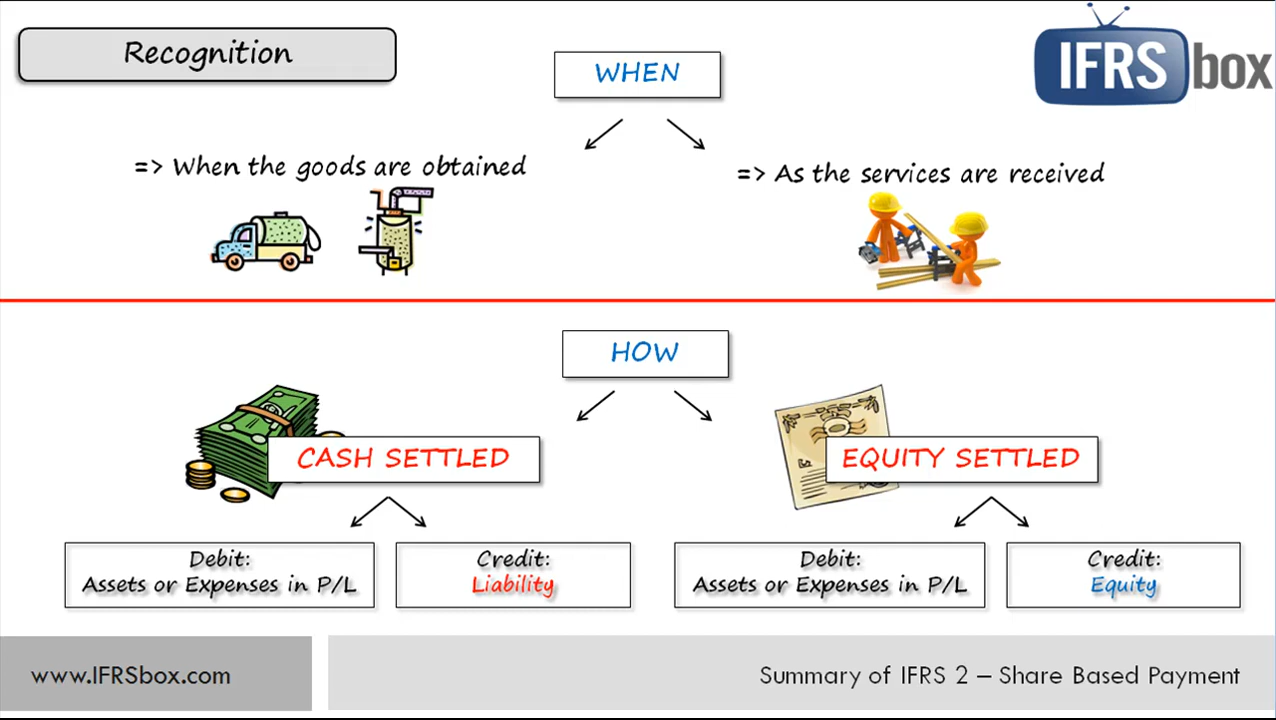 Recognition
IFRS box
WHEN
=> When the goods are obtained
=> As the services are received
HOW
CASH SETTLED
EQUITY SETTLED
Debit:
Assets or Expenses in P/L
Credit:
Liability
Debit:
Assets or Expenses in P/L
Credit:
Equity
www.IFRSbox.com
Summary of IFRS 2 – Share Based Payment